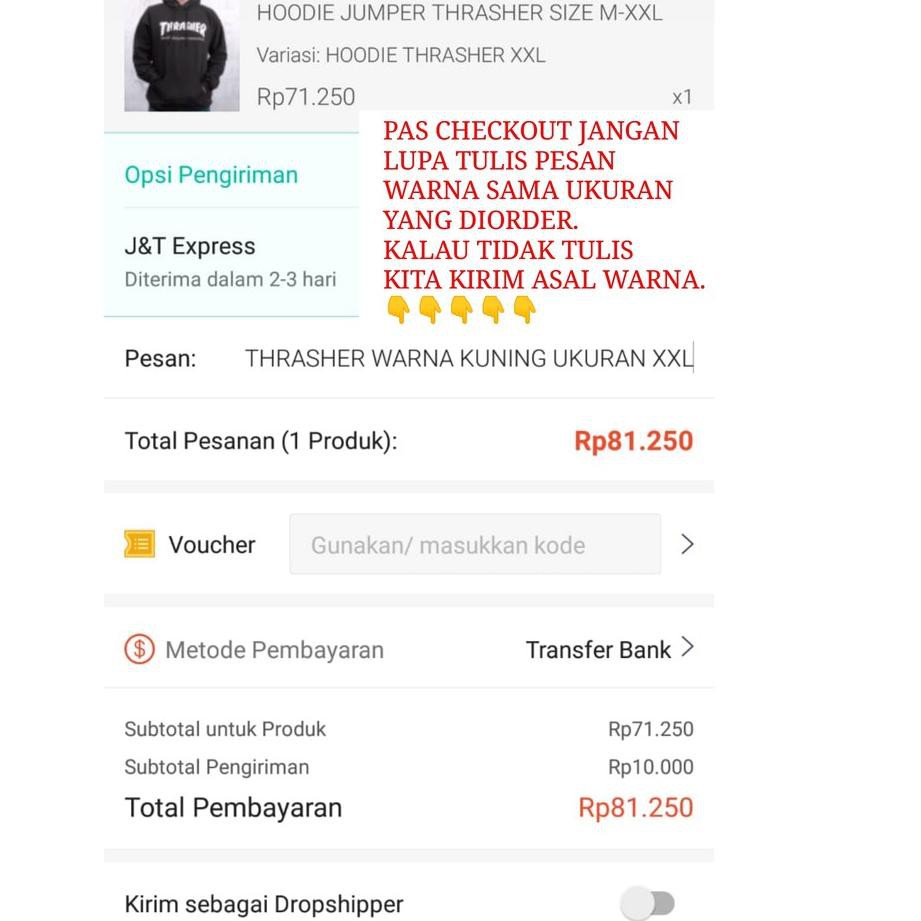 THRASHER
HOODIE JUMPER THRASHER SIZE M-XXL
Variasi: HOODIE THRASHER XXL
Rp71.250
x1
PAS CHECKOUT JANGAN
LUPA TULIS PESAN
WARNA SAMA UKURAN
YANG DIORDER.
KALAU TIDAK TULIS
KITA KIRIM ASAL WARNA.
👇👇👇👇👇
Opsi Pengiriman
J&T Express
Diterima dalam 2-3 hari
Pesan: THRASHER WARNA KUNING UKURAN XXL
Total Pesanan (1 Produk): Rp81.250
Voucher Gunakan/ masukkan kode
Metode Pembayaran Transfer Bank
Subtotal untuk Produk Rp71.250
Subtotal Pengiriman Rp10.000
Total Pembayaran Rp81.250
Kirim sebagai Dropshipper